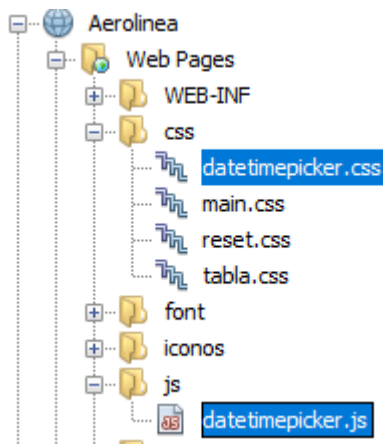 Aerolinea
Web Pages
WEB-INF
css
datetimepicker.css
main.css
reset.css
tabla.css
font
iconos
js
datetimepicker.js